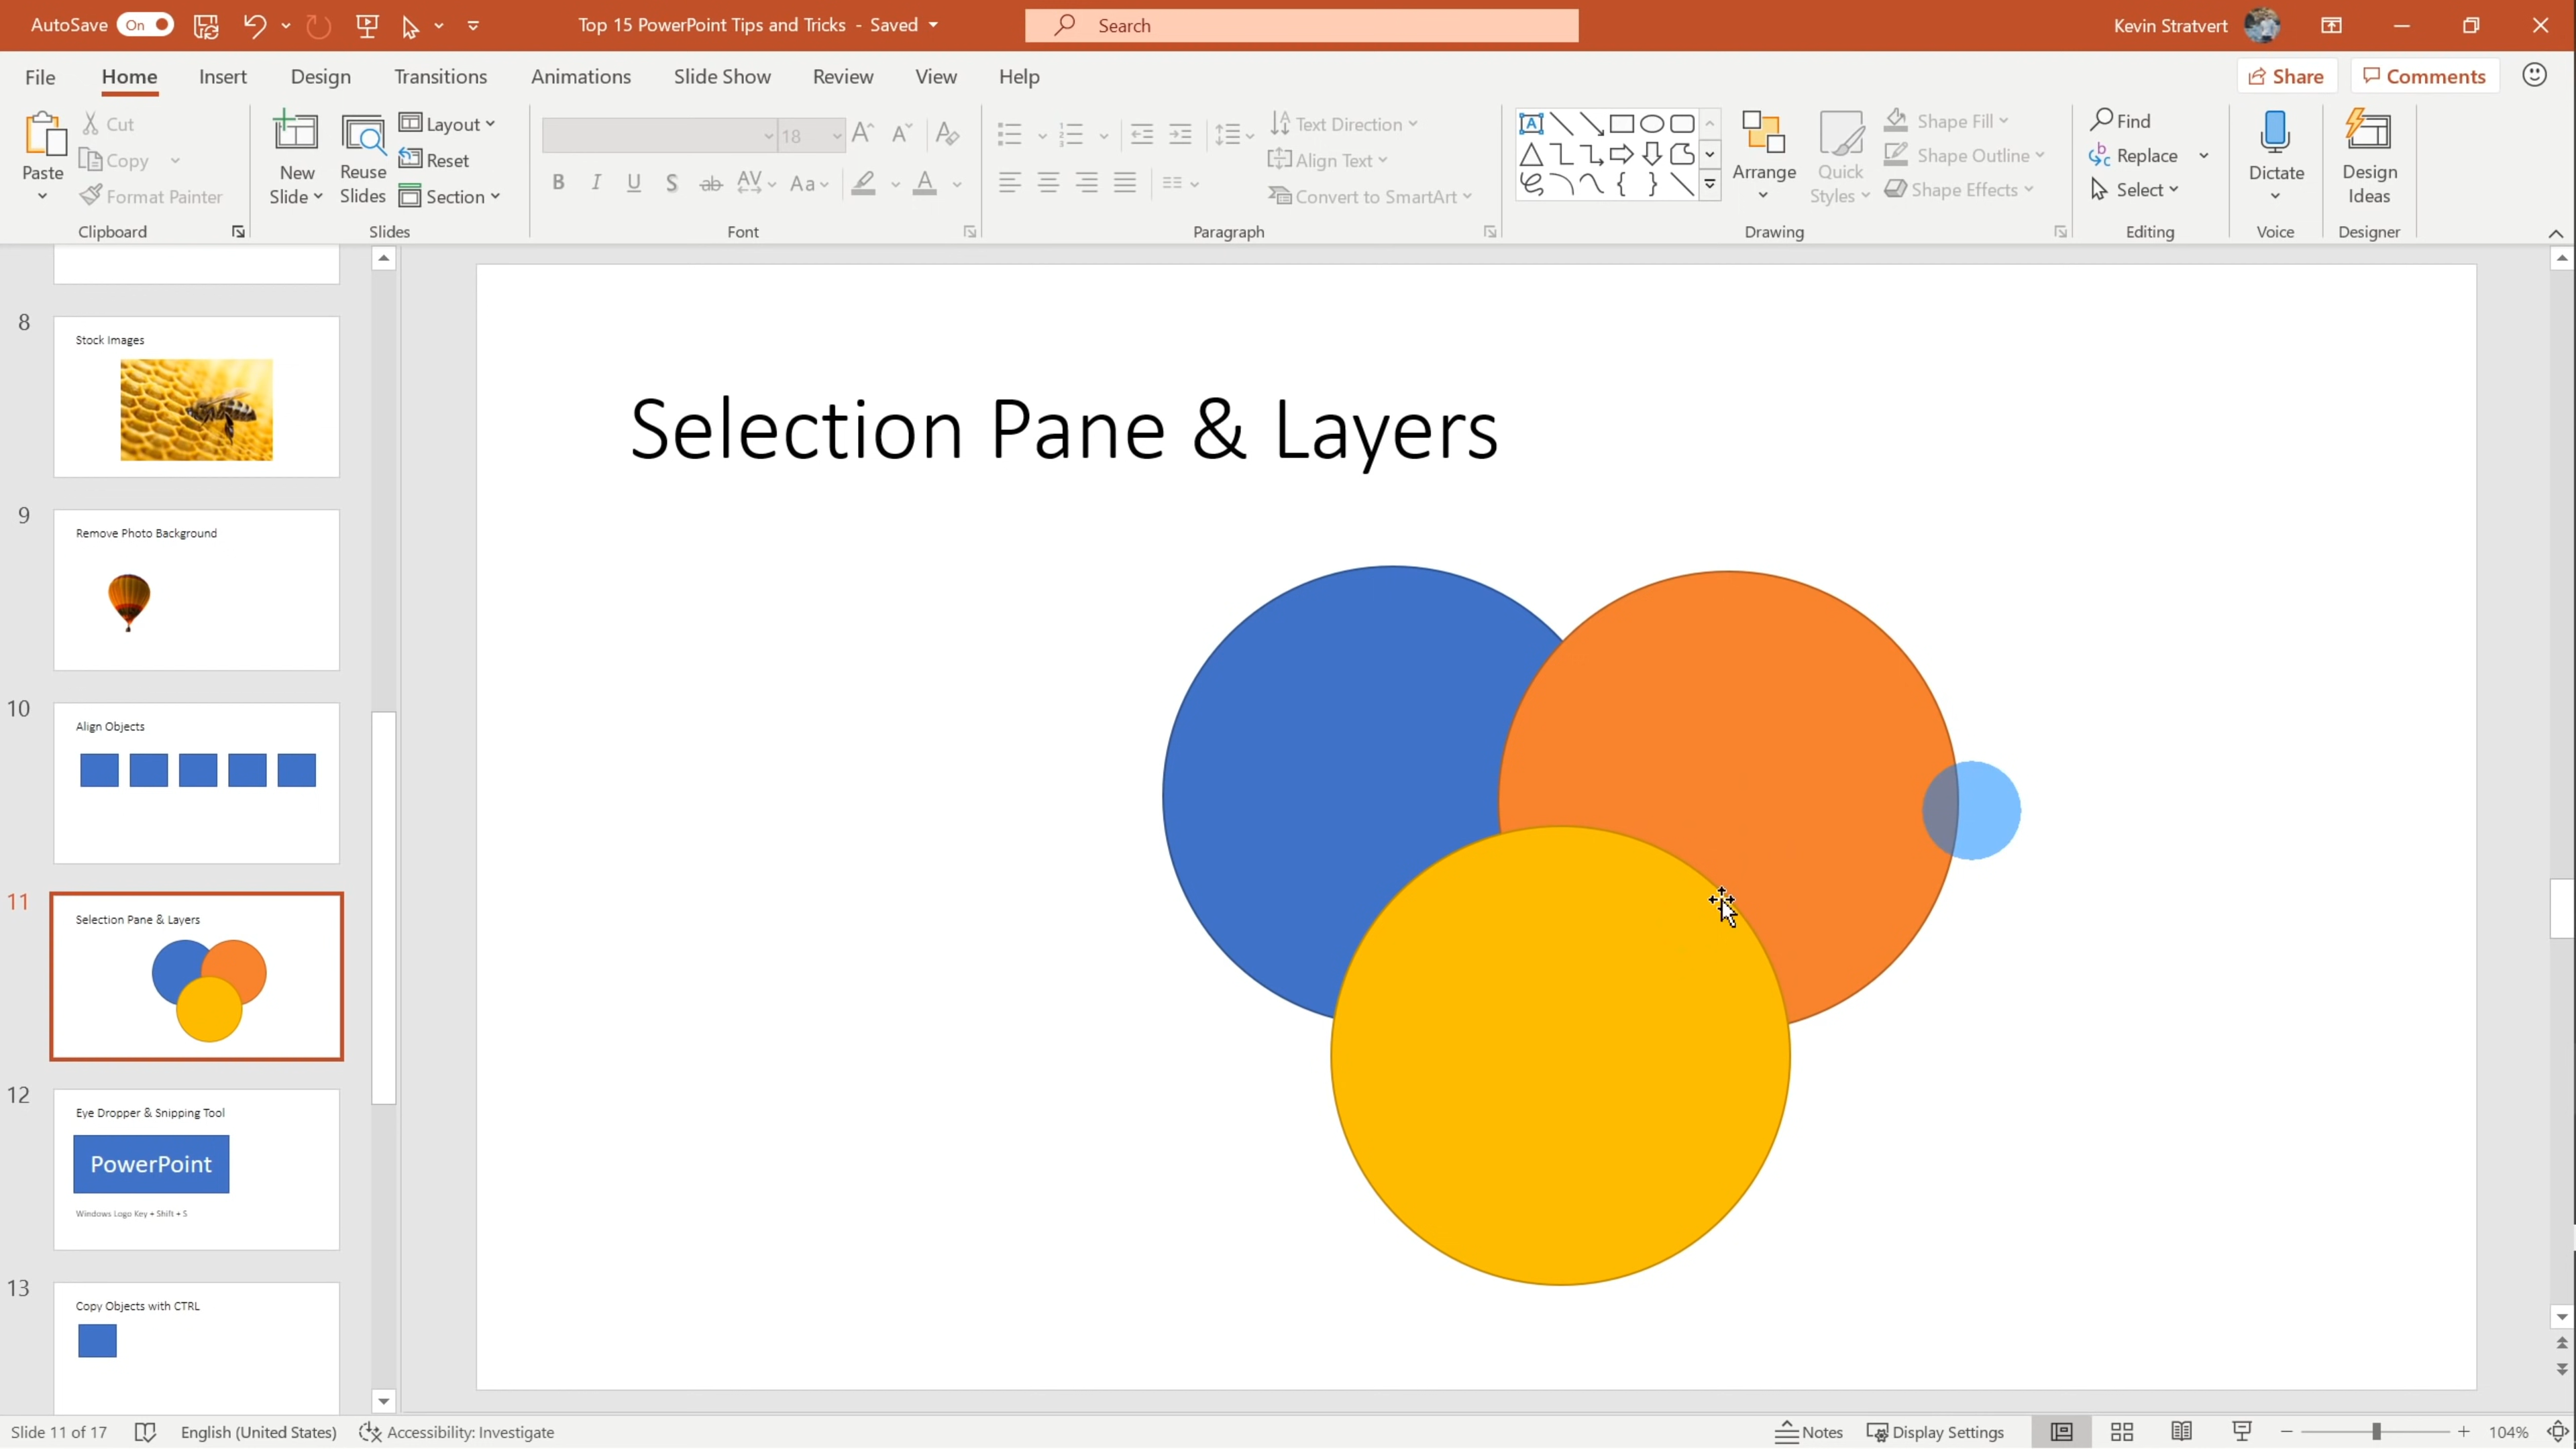 AutoSave On
Top 15 PowerPoint Tips and Tricks - Saved
Search
Kevin Stratvert
File Home Insert Design Transitions Animations Slide Show Review View Help
Share Comments
Paste
Cut
Copy
Format Painter
Clipboard
New Slide
Reuse Slides
Layout
Reset
Section
Slides
18
B I U S ab AV Aa A
Font
Text Direction
Align Text
Convert to SmartArt
Paragraph
Arrange
Quick Styles
Shape Fill
Shape Outline
Shape Effects
Drawing
Find
Replace
Select
Editing
Dictate
Voice
Design Ideas
Designer
8
Stock Images
9
Remove Photo Background
10
Align Objects
11
Selection Pane & Layers
12
Eye Dropper & Snipping Tool
PowerPoint
Windows Logo Key + Shift + S
13
Copy Objects with CTRL
Selection Pane & Layers
Slide 11 of 17
English (United States)
Accessibility: Investigate
Notes
Display Settings
104%